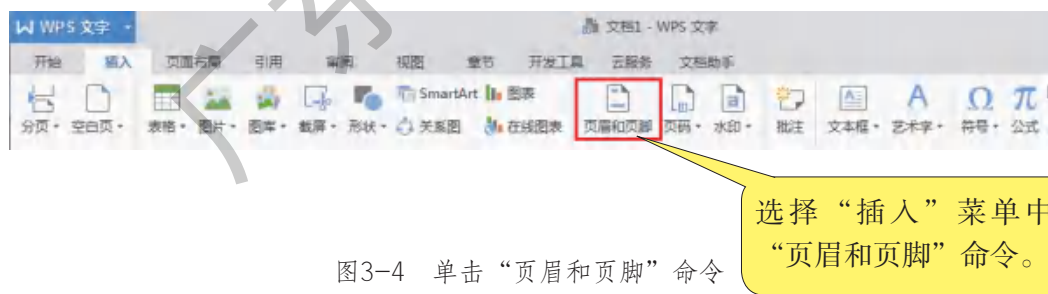 WPS 文字
文档1 - WPS 文字
开始 插入 页面布局 引用 审阅 视图 章节 开发工具 云服务 文档助手
SmartArt 图表
分页 空白页 表格 图片 图库 截屏 形状 关系图 在线图表 页眉和页脚 页码 水印 批注 文本框 艺术字 符号 公式
选择“插入”菜单中
“页眉和页脚”命令。
图3-4 单击“页眉和页脚”命令
广东